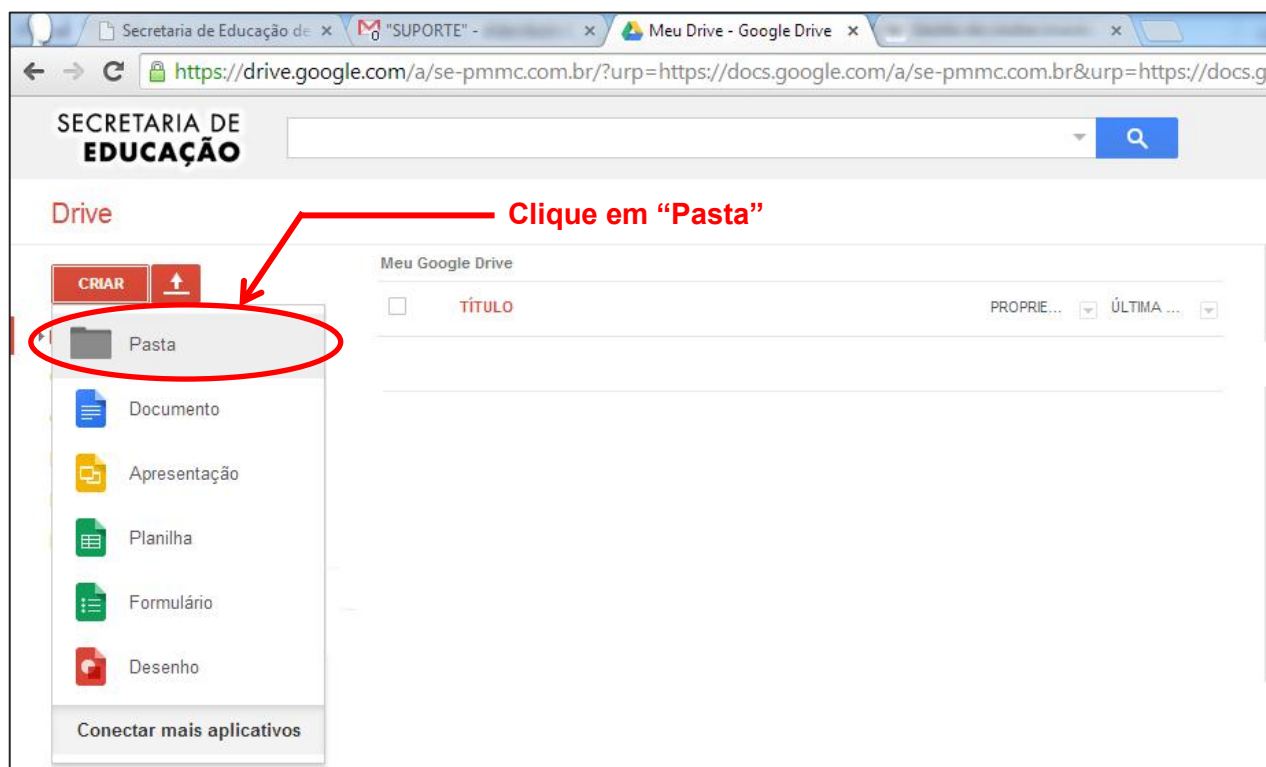 Secretaria de Educação de
"SUPORTE" -
Meu Drive - Google Drive
https://drive.google.com/a/se-pmmc.com.br/?urp=https://docs.google.com/a/se-pmmc.com.br&urp=https://docs.g
SECRETARIA DE
EDUCAÇÃO
Drive
Clique em “Pasta”
CRIAR
Meu Google Drive
TÍTULO
PROPRIE...
ÚLTIMA ...
Pasta
Documento
Apresentação
Planilha
Formulário
Desenho
Conectar mais aplicativos